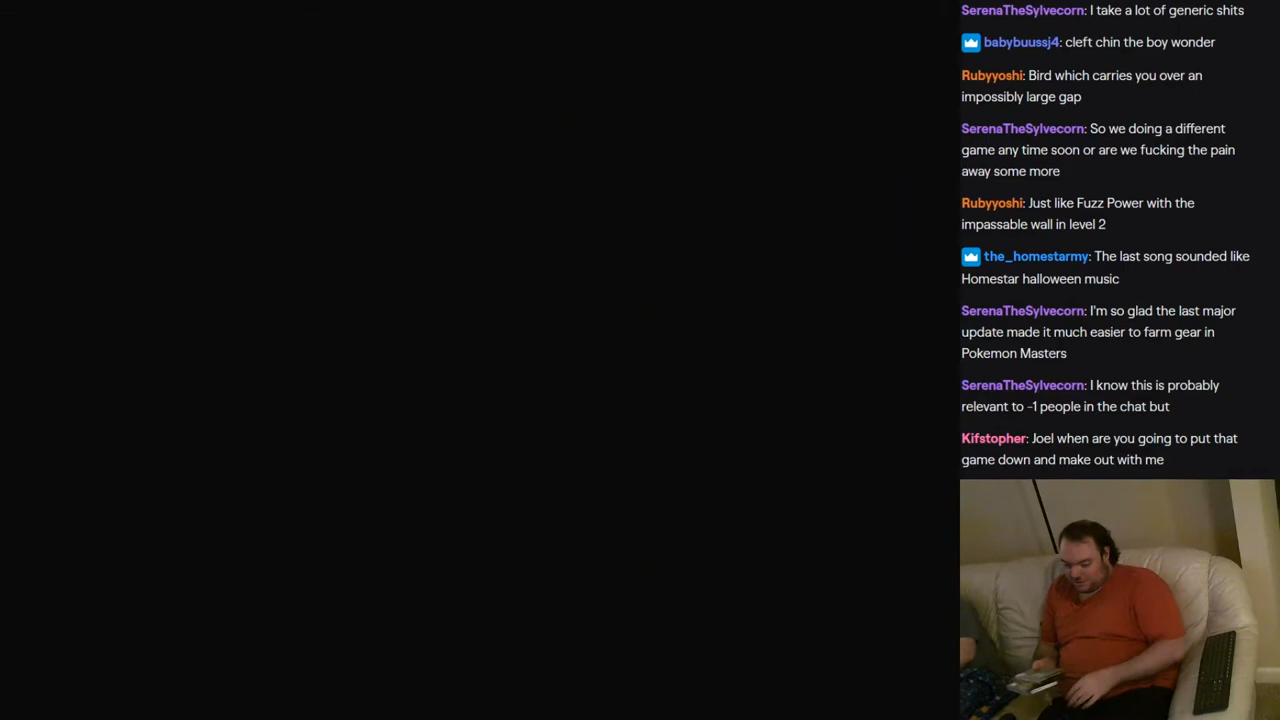 SerenaTheSylvecorn: I take a lot of generic shits
babybuussj4: cleft chin the boy wonder
Rubyyoshi: Bird which carries you over an
impossibly large gap
SerenaTheSylvecorn: So we doing a different
game any time soon or are we fucking the pain
away some more
Rubyyoshi: Just like Fuzz Power with the
impassable wall in level 2
the_homestarmy: The last song sounded like
Homestar halloween music
SerenaTheSylvecorn: I'm so glad the last major
update made it much easier to farm gear in
Pokemon Masters
SerenaTheSylvecorn: I know this is probably
relevant to -1 people in the chat but
Kifstopher: Joel when are you going to put that
game down and make out with me